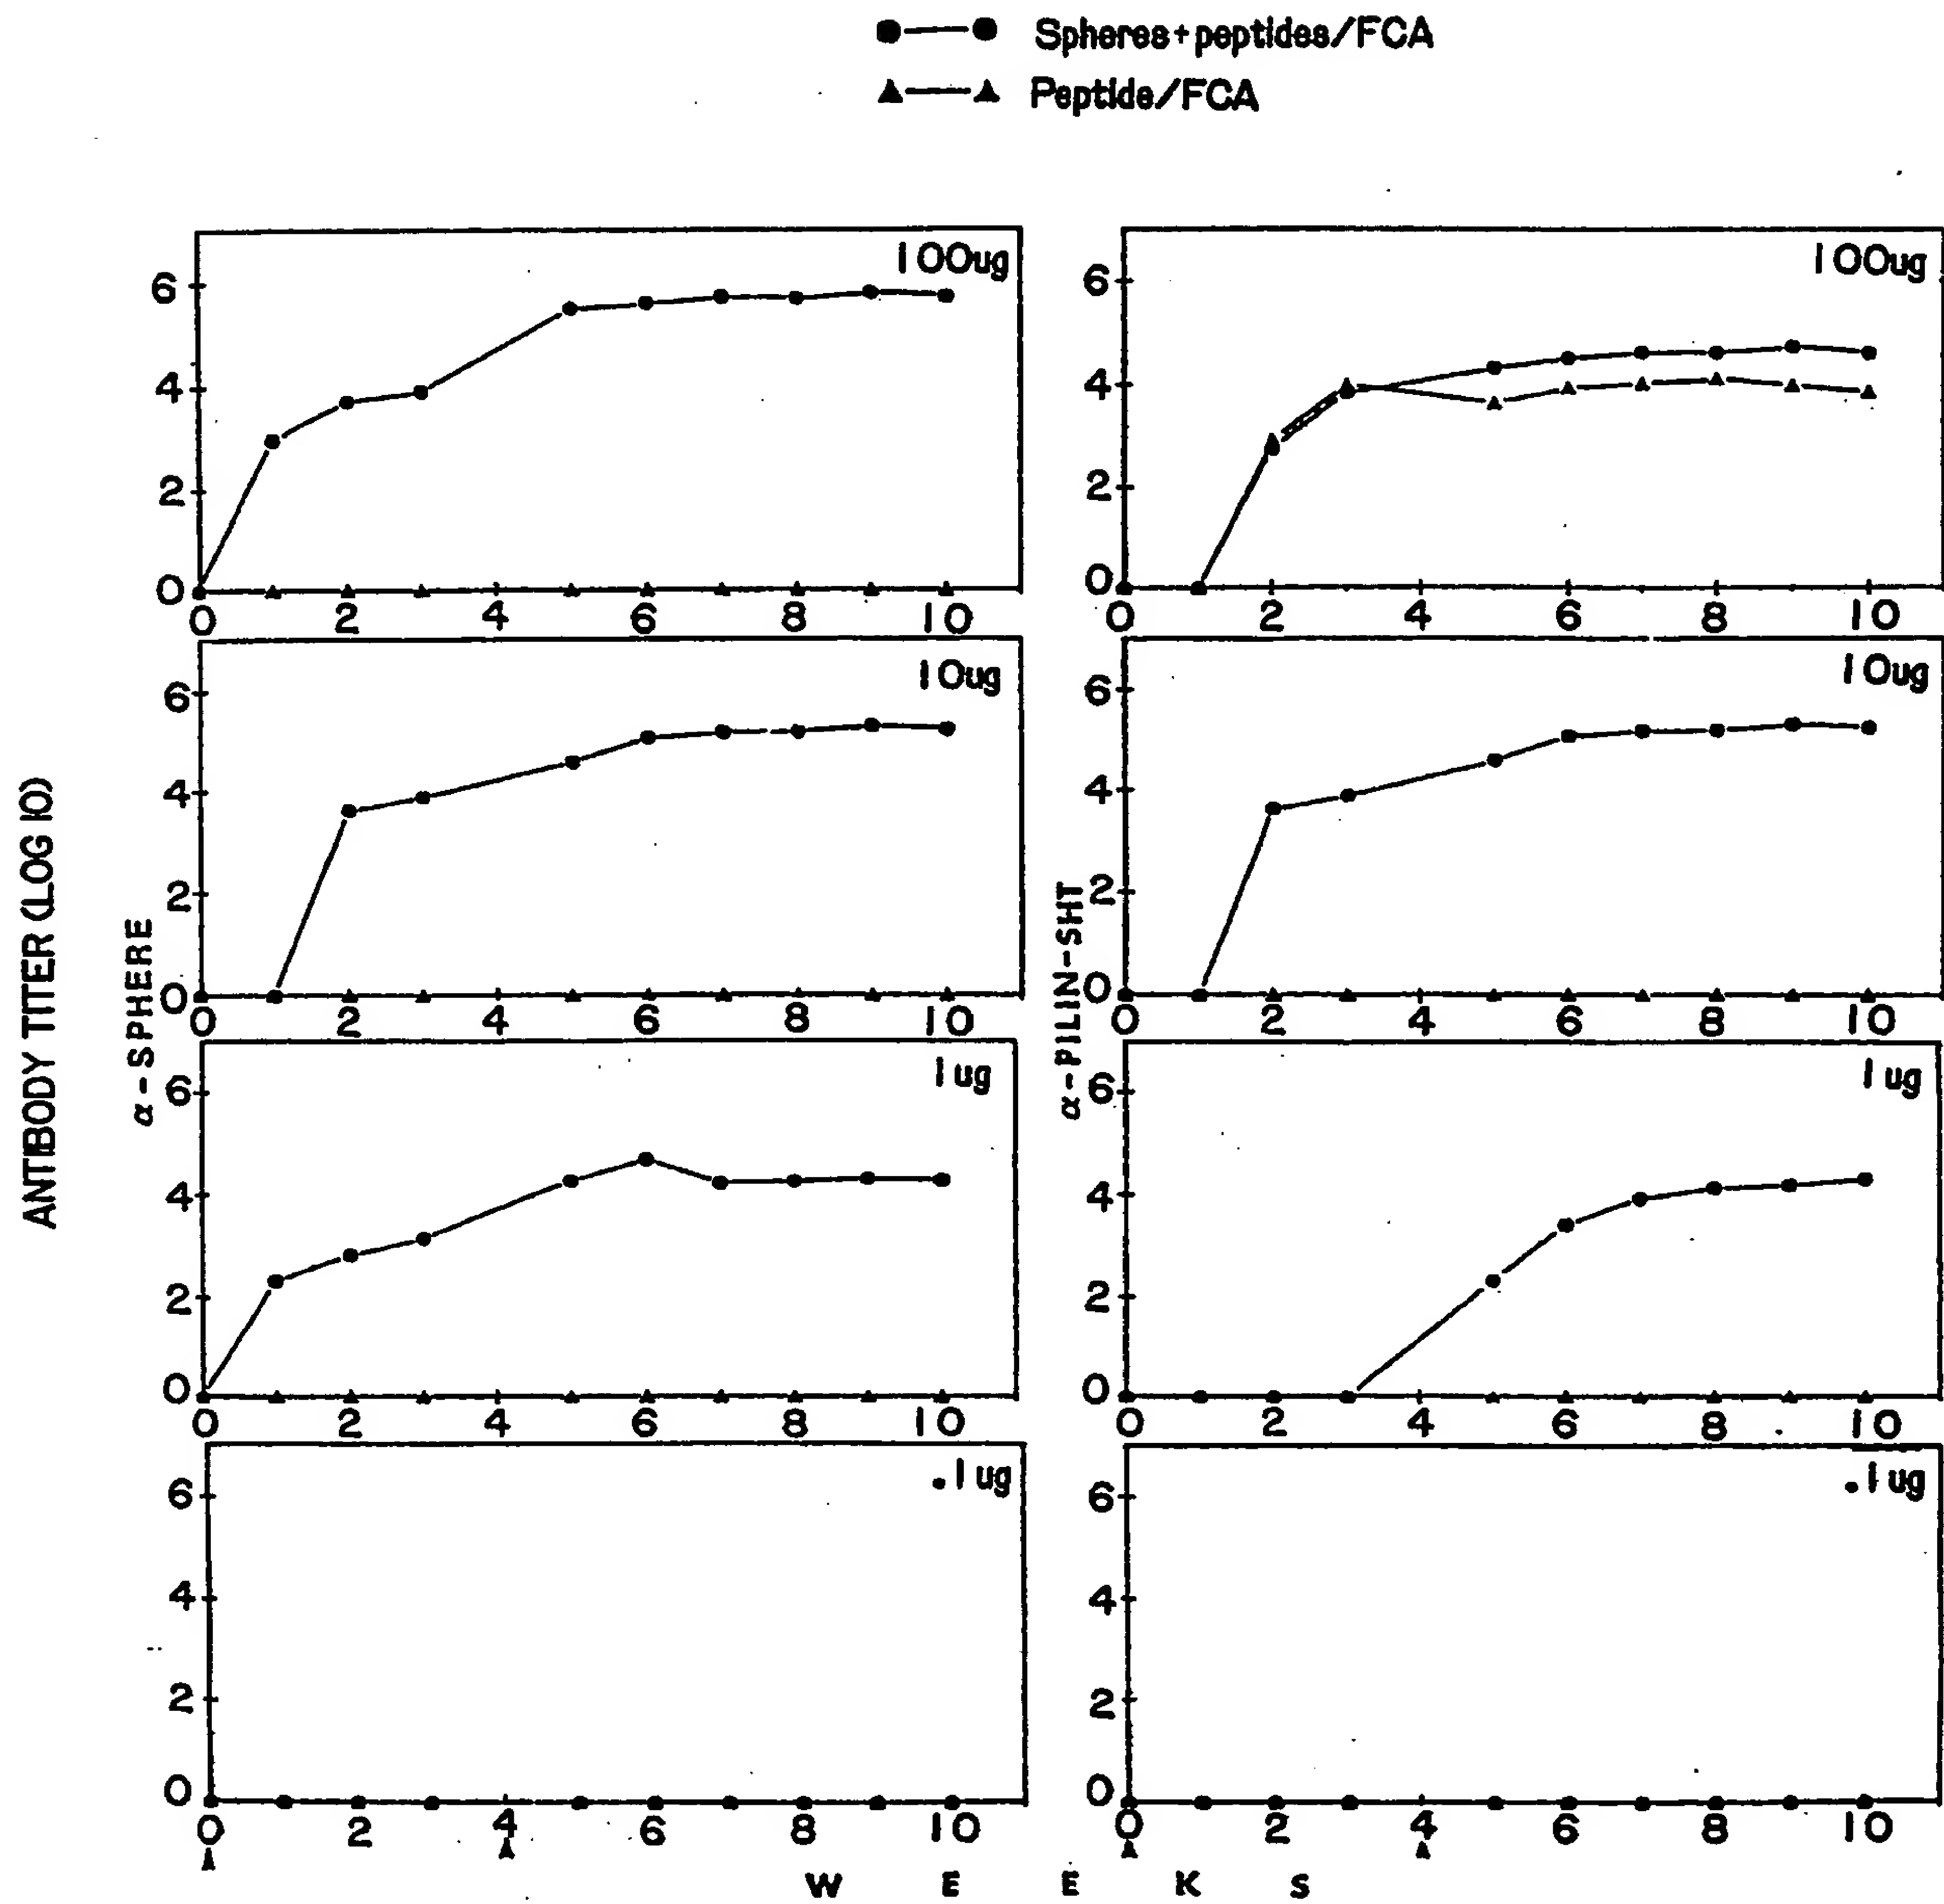 Spheres+peptides/FCA
Peptide/FCA
ANTIBODY TITER (LOG 10)
α-SPHERE
α-PILIN-SHT
100ug
6
4
2
0
0 2 4 6 8 10
100ug
6
4
2
0
0 2 4 6 8 10
10ug
6
4
2
0
0 2 4 6 8 10
10ug
6
4
2
0
0 2 4 6 8 10
1ug
6
4
2
0
0 2 4 6 8 10
1ug
6
4
2
0
0 2 4 6 8 10
.1ug
6
4
2
0
0 2 4 6 8 10
.1ug
6
4
2
0
0 2 4 6 8 10
W E E K S